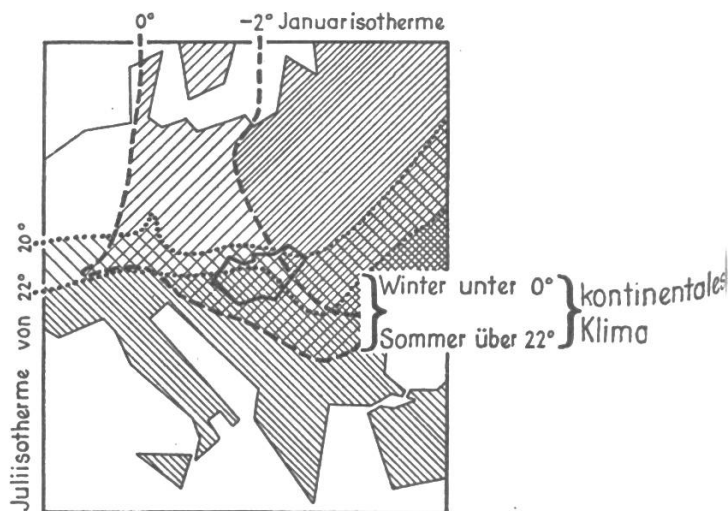 0° -2° Januarisotherme
Juliisotherme von 22° 20°
Winter unter 0°
Sommer über 22°
kontinentales
Klima